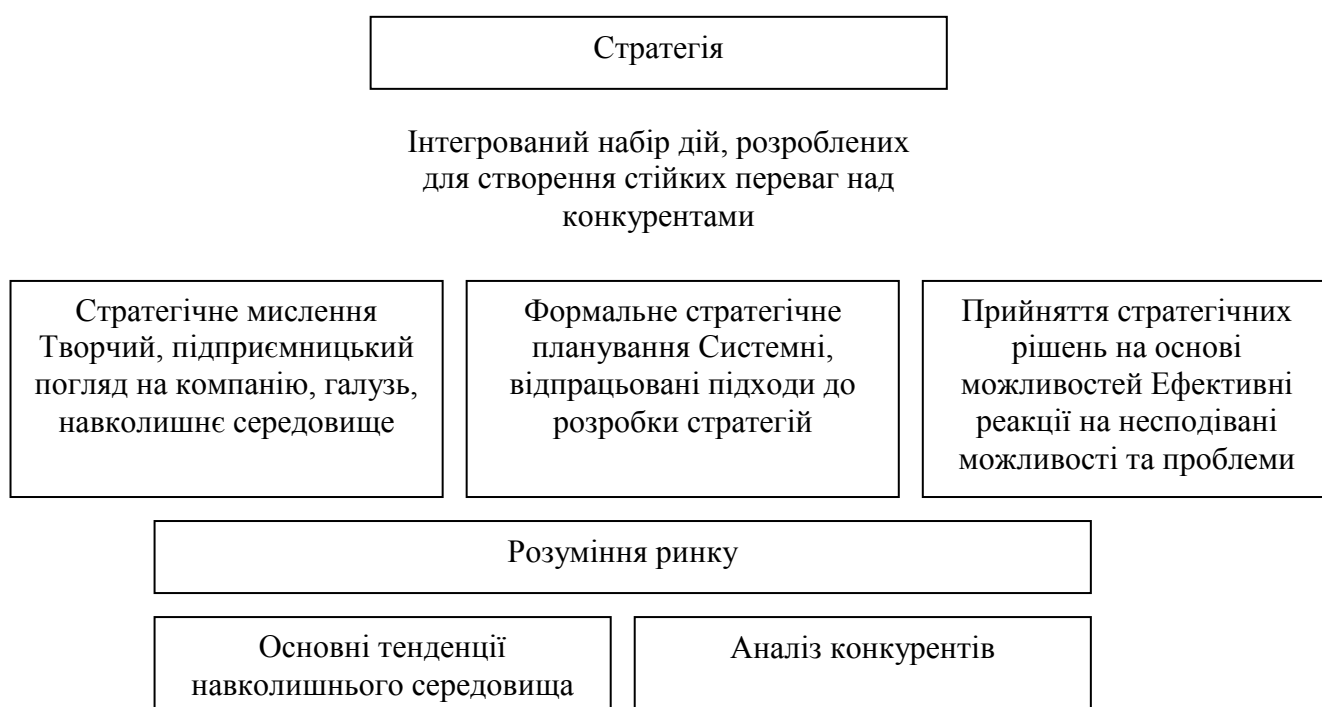 Стратегія
Інтегрований набір дій, розроблених
для створення стійких переваг над
конкурентами
Стратегічне мислення
Творчий, підприємницький
погляд на компанію, галузь,
навколишнє середовище
Формальне стратегічне
планування Системні,
відпрацьовані підходи до
розробки стратегій
Прийняття стратегічних
рішень на основі
можливостей Ефективні
реакції на несподівані
можливості та проблеми
Розуміння ринку
Основні тенденції
навколишнього середовища
Аналіз конкурентів